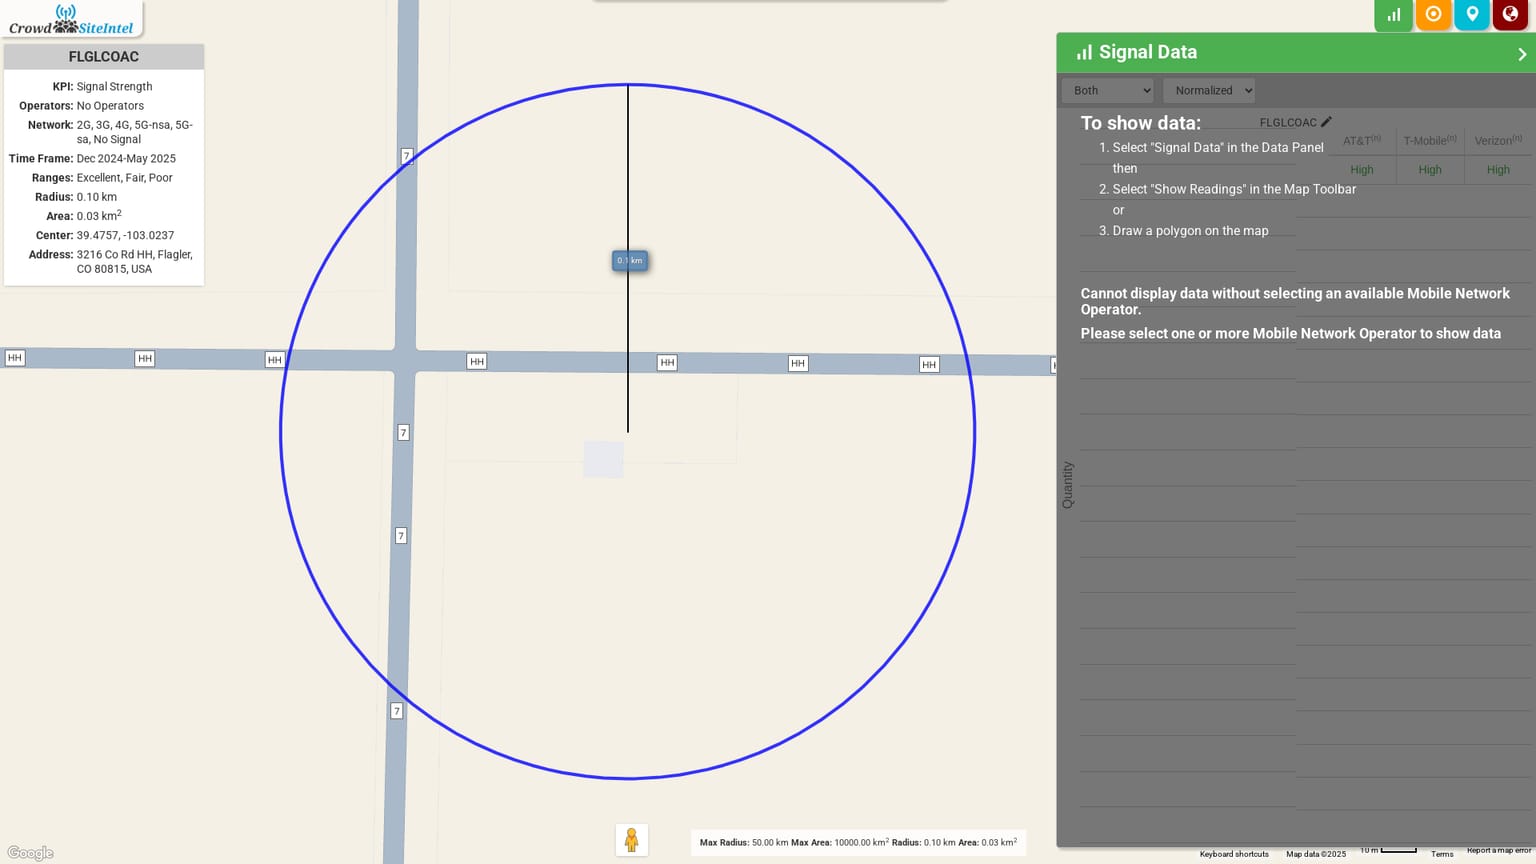 Crowd SiteIntel
FLGLCOAC
KPI: Signal Strength
Operators: No Operators
Network: 2G, 3G, 4G, 5G-nsa, 5G-
sa, No Signal
Time Frame: Dec 2024-May 2025
Ranges: Excellent, Fair, Poor
Radius: 0.10 km
Area: 0.03 km²
Center: 39.4757, -103.0237
Address: 3216 Co Rd HH, Flagler,
CO 80815, USA
7
0.1 km
HH
HH
HH
HH
HH
HH
HH
7
7
7
Signal Data
Both
Normalized
To show data:
FLGLCOAC
AT&T(n)
T-Mobile(n)
Verizon(n)
High
High
High
1. Select "Signal Data" in the Data Panel
then
2. Select "Show Readings" in the Map Toolbar
or
3. Draw a polygon on the map
Cannot display data without selecting an available Mobile Network
Operator.
Please select one or more Mobile Network Operator to show data
Quantity
Max Radius: 50.00 km Max Area: 10000.00 km² Radius: 0.10 km Area: 0.03 km²
Google
Keyboard shortcuts
Map data ©2025
10 m
Terms
Report a map error